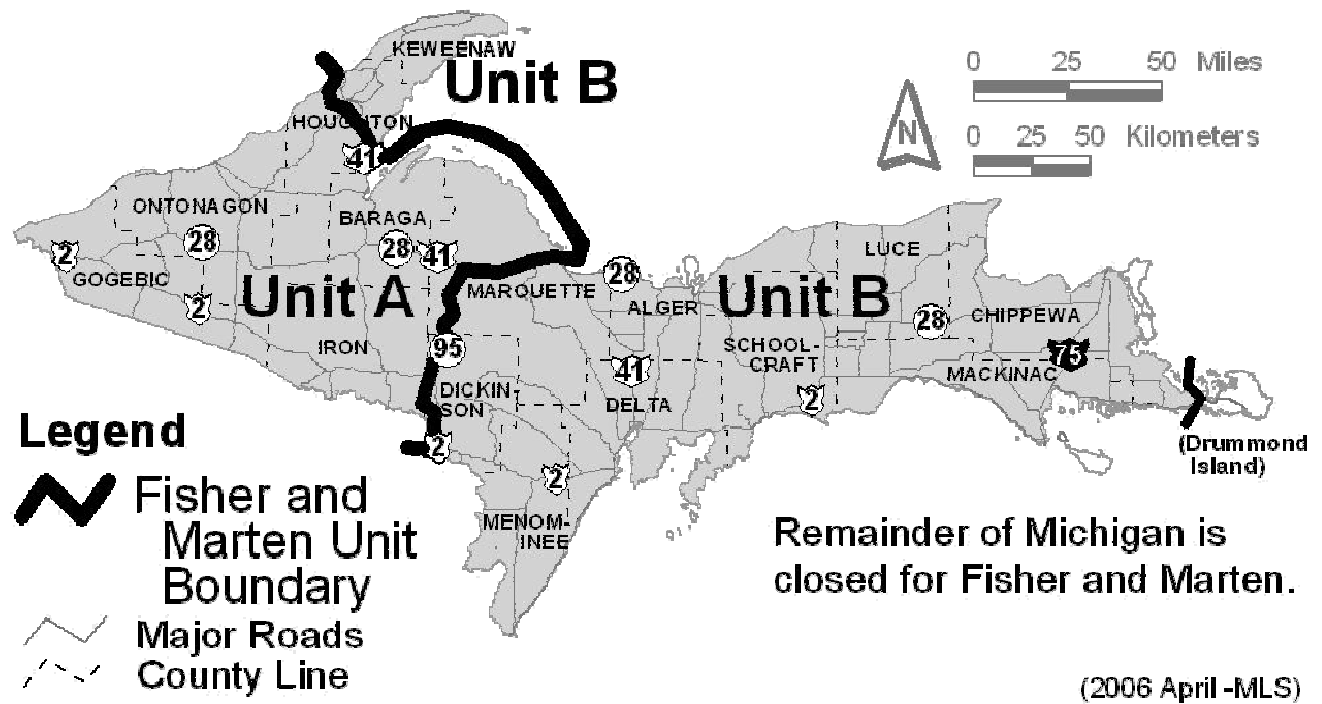 KEWEENAW
Unit B
HOUGHTON
41
0 25 50 Miles
N
0 25 50 Kilometers
ONTONAGON
BARAGA
2
28
28
41
GOGEBIC
2
Unit A
MAROUETTE
28
ALGER
Unit B
LUCE
28
CHIPPEWA
IRON
95
41
SCHOOL-
CRAFT
75
MACKINAC
DICKIN-
SON
DELTA
2
2
(Drummond
Island)
2
MENOM-
INEE
Legend
Fisher and
Marten Unit
Boundary
Major Roads
County Line
Remainder of Michigan is
closed for Fisher and Marten.
(2006 April -MLS)